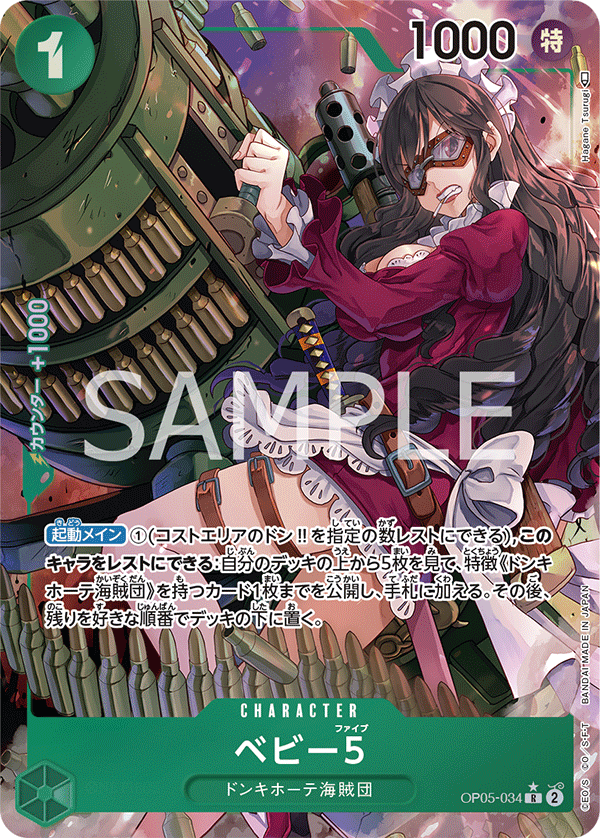 1
1000 特
Hagane Tsurugi
カウンター +1000
SAMPLE
起動メイン ①(コストエリアのドン!!を指定の数レストにできる),この
キャラをレストにできる:自分のデッキの上から5枚を見て、特徴《ドンキ
ホーテ海賊団》を持つカード1枚までを公開し、手札に加える。その後、
残りを好きな順番でデッキの下に置く。
CHARACTER
ファイブ
ベビー5
ドンキホーテ海賊団
OP05-034 R 2
BANDAI MADE IN JAPAN